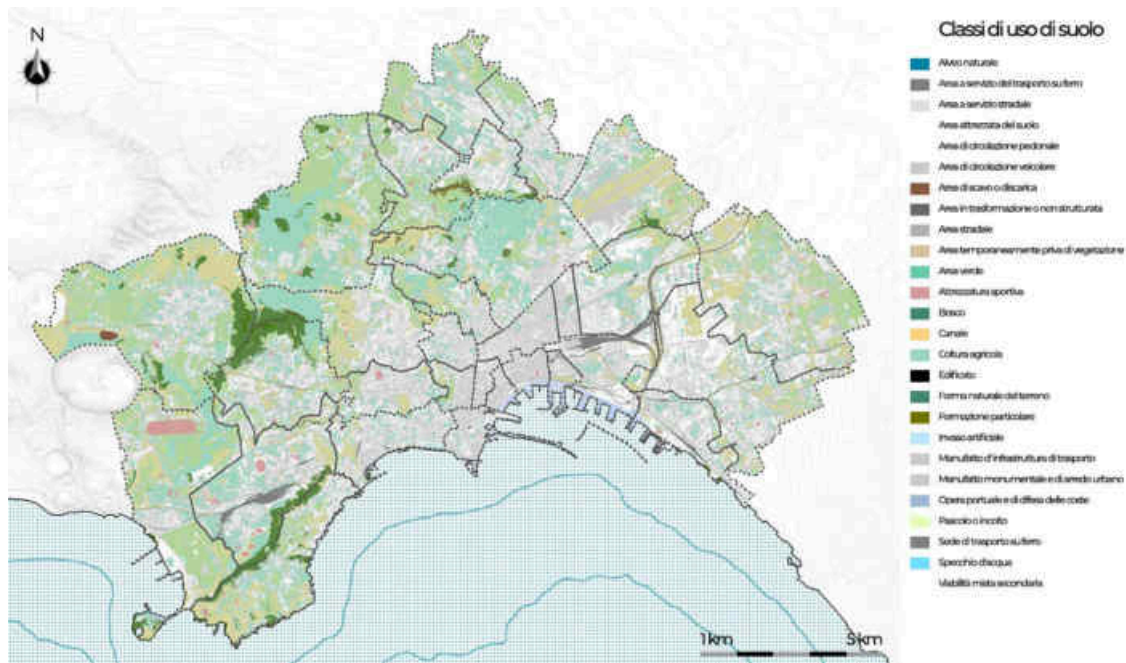 N
Classi di uso di suolo
Alveo naturale
Area a servizio del trasporto su ferro
Area a servizio stradale
Area attrezzata del suolo
Area di circolazione pedonale
Area di circolazione veicolare
Area di scavo o discarica
Area in trasformazione o non strutturata
Area stradale
Area temporaneamente priva di vegetazione
Area verde
Attrezzatura sportiva
Bosco
Canale
Coltura agricola
Edificato
Forma naturale del terreno
Formazione particolare
Invaso artificiale
Manufatto d'infrastruttura di trasporto
Manufatto monumentale e di arredo urbano
Opera portuale e di difesa delle coste
Pascolo o incolto
Sede di trasporto su ferro
Specchio d'acqua
Viabilità mista secondaria
1 km
5 km